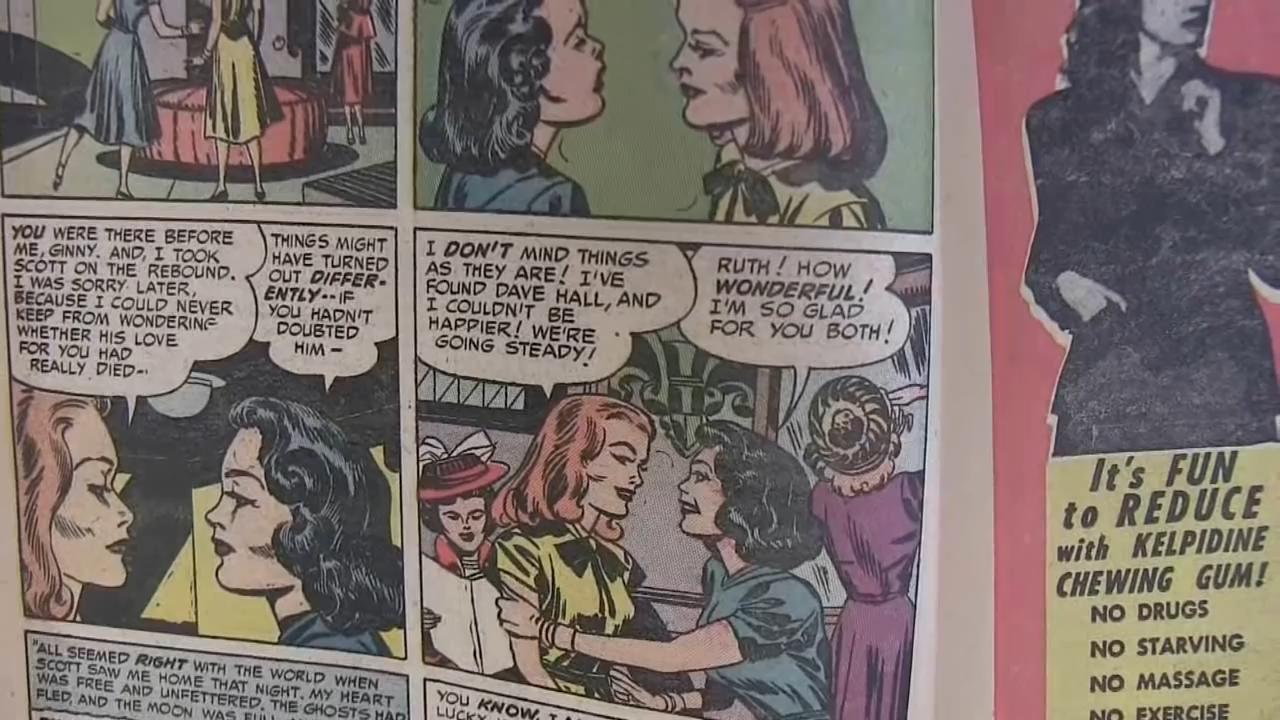 YOU WERE THERE BEFORE
ME, GINNY. AND, I TOOK
SCOTT ON THE REBOUND.
I WAS SORRY LATER,
BECAUSE I COULD NEVER
KEEP FROM WONDERING
WHETHER HIS LOVE
FOR YOU HAD
REALLY DIED--
THINGS MIGHT
HAVE TURNED
OUT DIFFER-
ENTLY--IF
YOU HADN'T
DOUBTED
HIM—
I DON'T MIND THINGS
AS THEY ARE! I'VE
FOUND DAVE HALL, AND
I COULDN'T BE
HAPPIER! WE'RE
GOING STEADY!
RUTH! HOW
WONDERFUL!
I'M SO GLAD
FOR YOU BOTH!
"ALL SEEMED RIGHT WITH THE WORLD WHEN
SCOTT SAW ME HOME THAT NIGHT. MY HEART
WAS FREE AND UNFETTERED. THE GHOSTS HAD
FLED, AND THE MOON WAS
YOU KNOW, I
It's FUN
to REDUCE
with KELPIDINE
CHEWING GUM!
NO DRUGS
NO STARVING
NO MASSAGE
NO EXERCISE